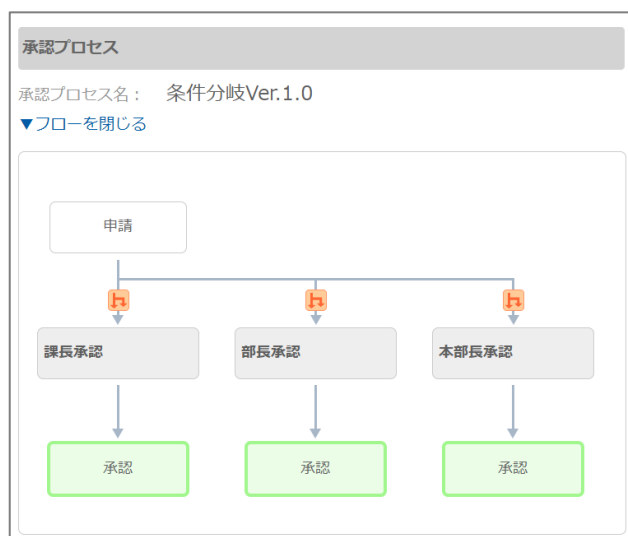 承認プロセス
承認プロセス名： 条件分岐Ver.1.0
▼フローを閉じる
申請
課長承認 部長承認 本部長承認
承認 承認 承認